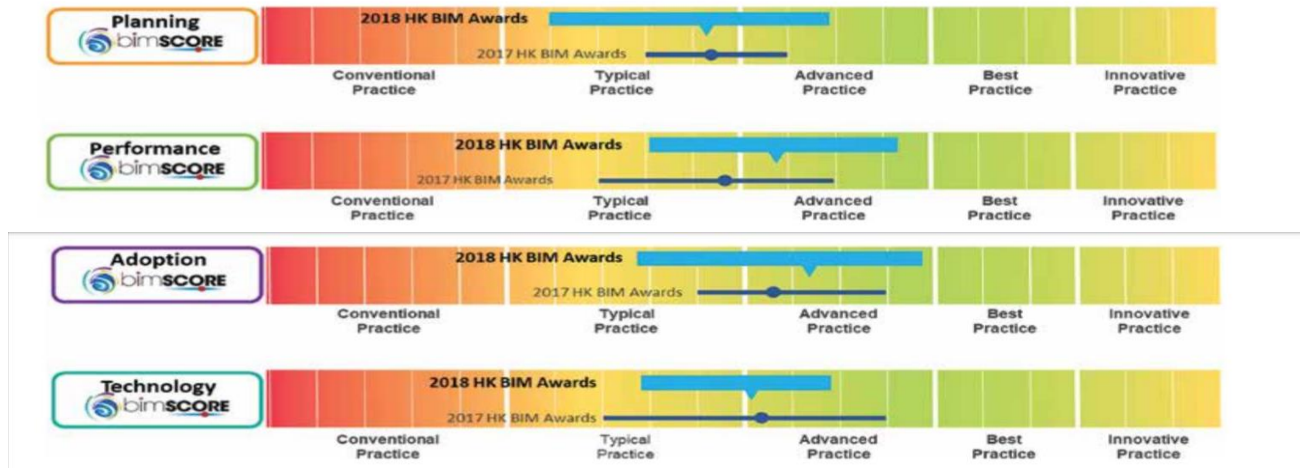 Planning
bimSCORE
2018 HK BIM Awards
2017 HK BIM Awards
Conventional
Practice
Typical
Practice
Advanced
Practice
Best
Practice
Innovative
Practice
Performance
bimSCORE
2018 HK BIM Awards
2017 HK BIM Awards
Conventional
Practice
Typical
Practice
Advanced
Practice
Best
Practice
Innovative
Practice
Adoption
bimSCORE
2018 HK BIM Awards
2017 HK BIM Awards
Conventional
Practice
Typical
Practice
Advanced
Practice
Best
Practice
Innovative
Practice
Technology
bimSCORE
2018 HK BIM Awards
2017 HK BIM Awards
Conventional
Practice
Typical
Practice
Advanced
Practice
Best
Practice
Innovative
Practice